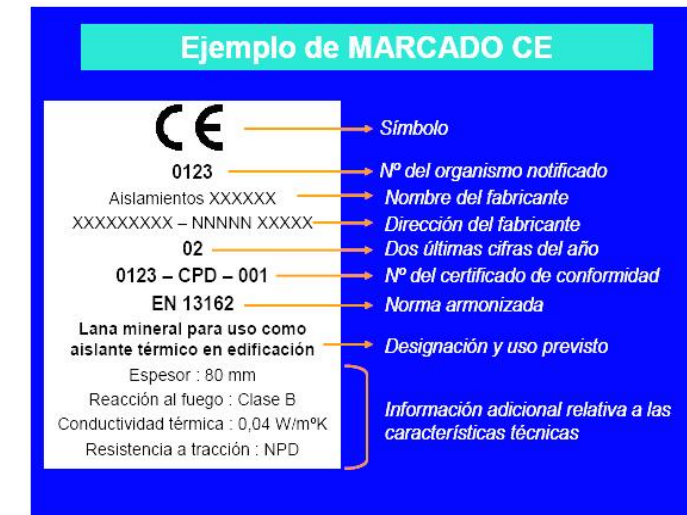 Ejemplo de MARCADO CE
CE
Símbolo
0123
Nº del organismo notificado
Aislamientos XXXXXX
Nombre del fabricante
XXXXXXXXX – NNNNN XXXXX
Dirección del fabricante
02
Dos últimas cifras del año
0123 – CPD – 001
Nº del certificado de conformidad
EN 13162
Norma armonizada
Lana mineral para uso como
aislante térmico en edificación
Designación y uso previsto
Espesor : 80 mm
Reacción al fuego : Clase B
Conductividad térmica : 0,04 W/mºK
Resistencia a tracción : NPD
Información adicional relativa a las
características técnicas